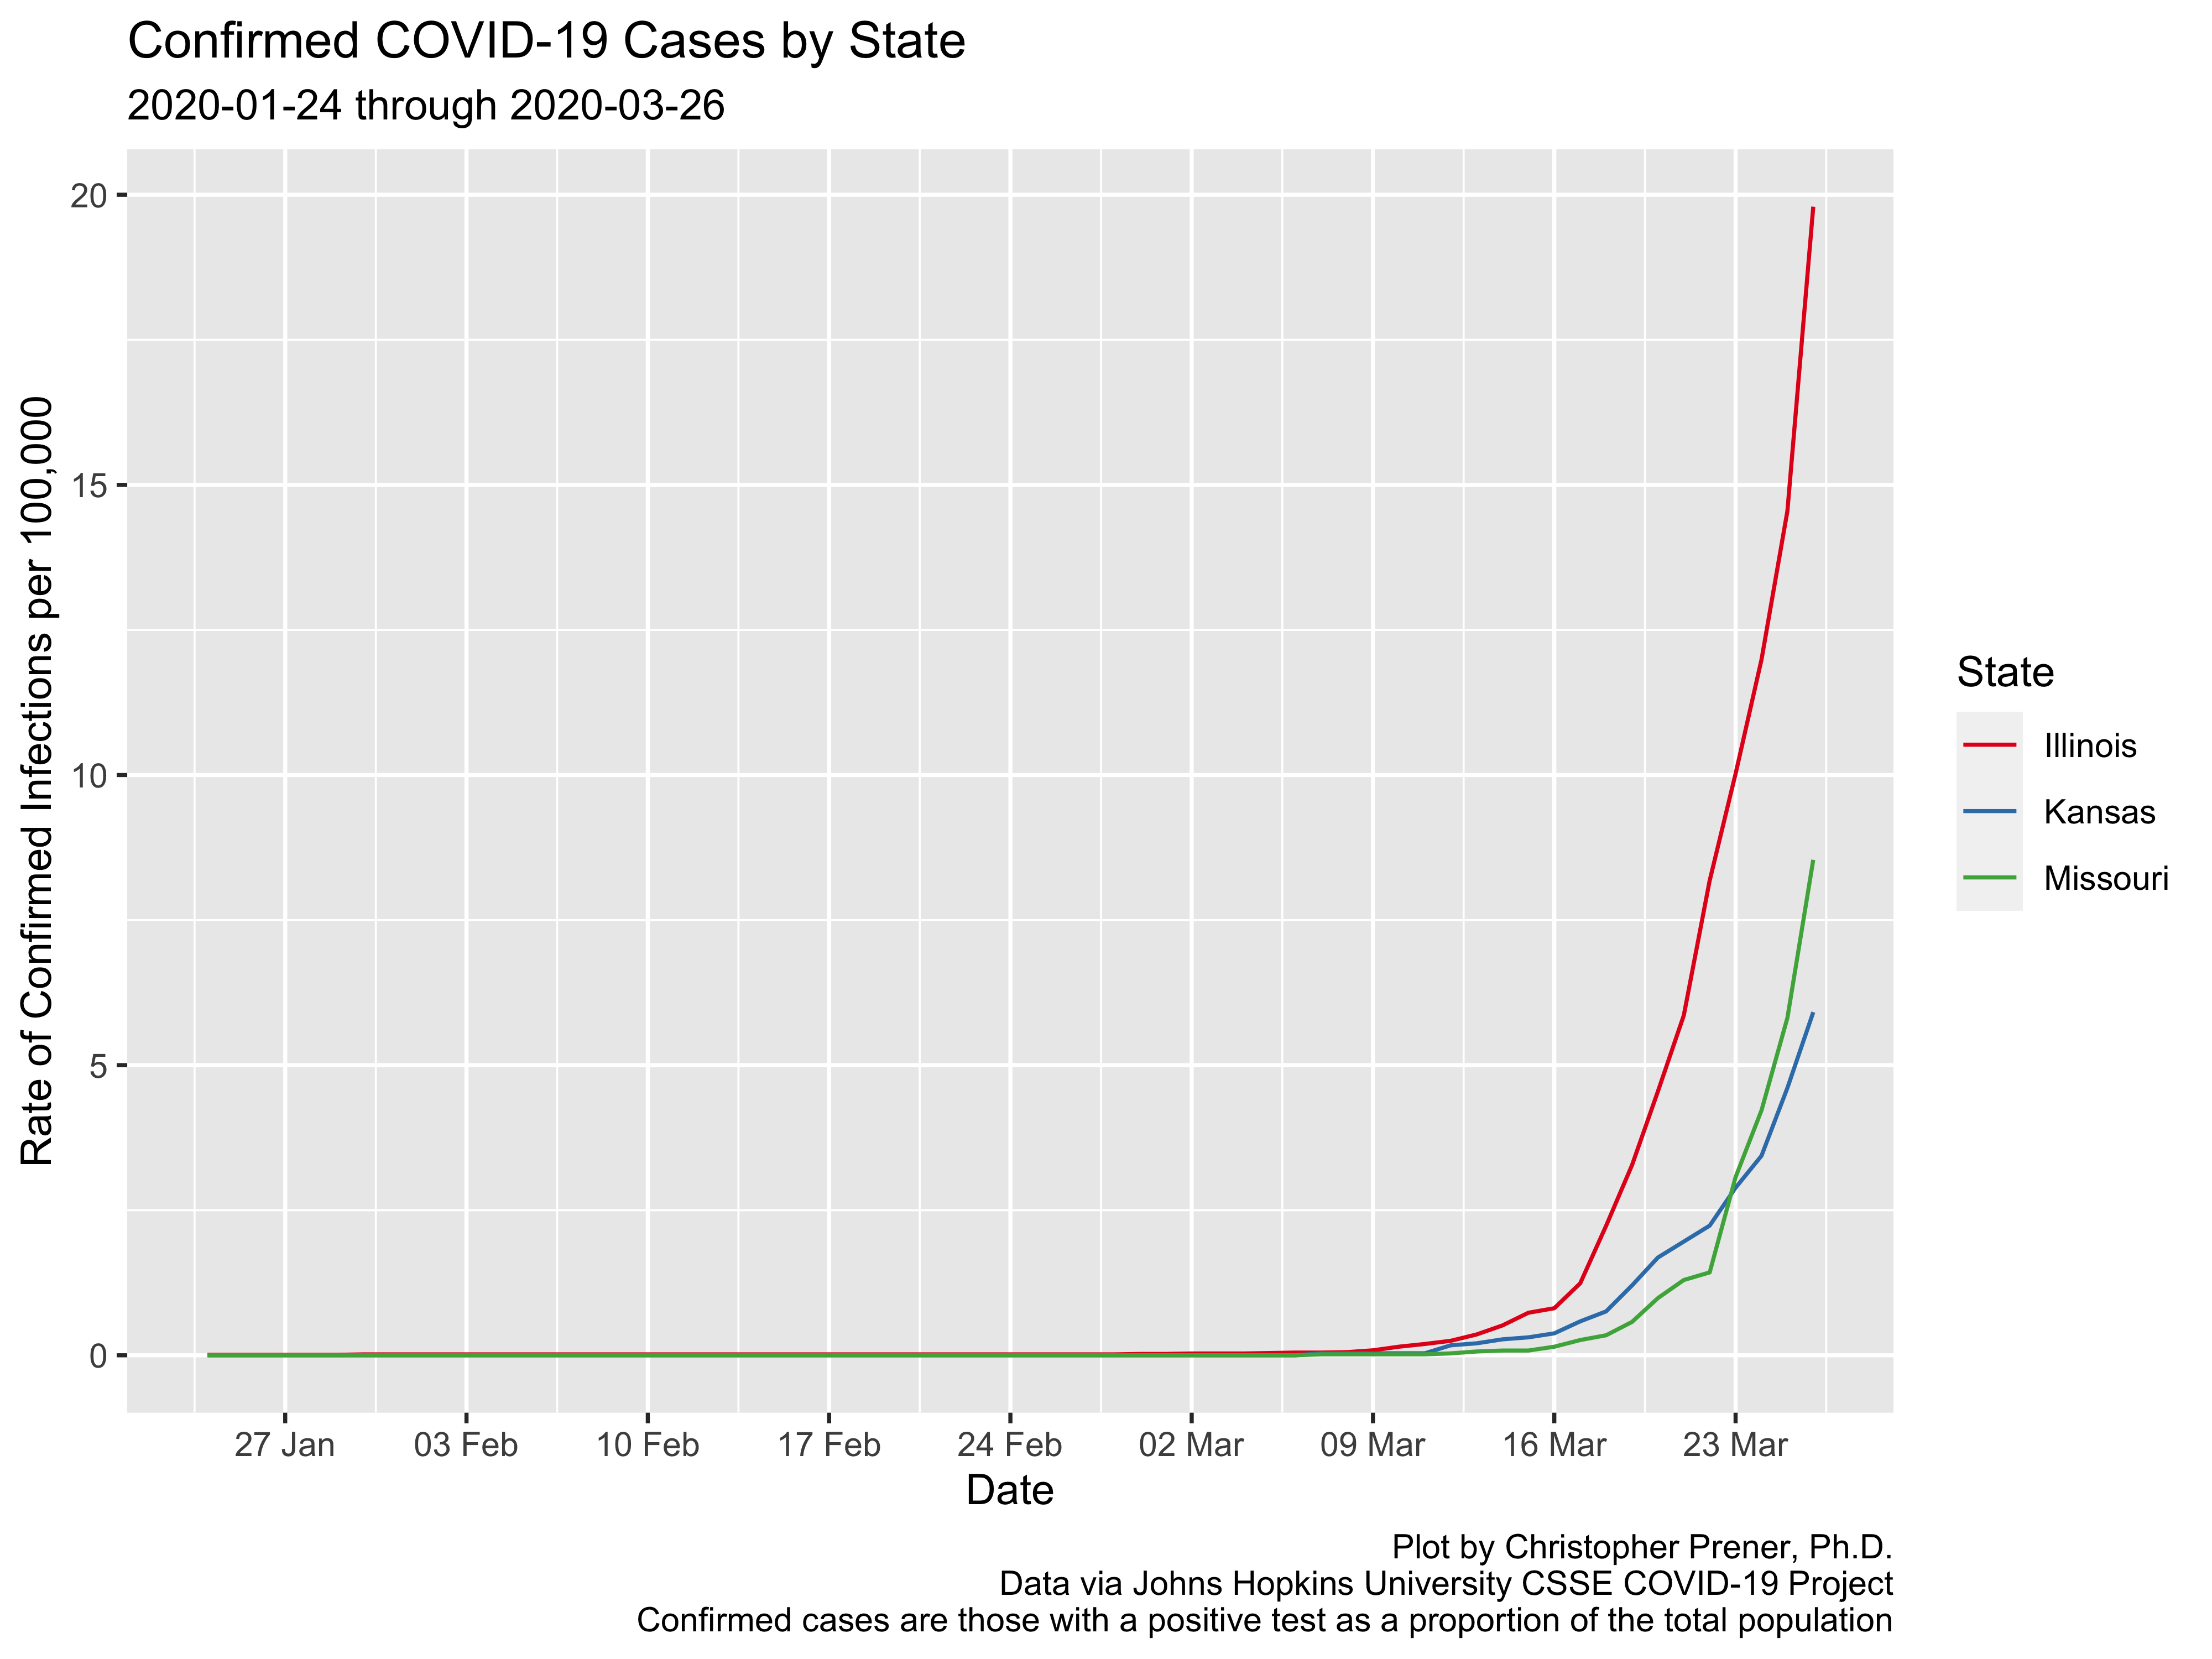 Confirmed COVID-19 Cases by State
2020-01-24 through 2020-03-26
Rate of Confirmed Infections per 100,000
20
15
10
5
0
27 Jan
03 Feb
10 Feb
17 Feb
24 Feb
02 Mar
09 Mar
16 Mar
23 Mar
Date
State
Illinois
Kansas
Missouri
Plot by Christopher Prener, Ph.D.
Data via Johns Hopkins University CSSE COVID-19 Project
Confirmed cases are those with a positive test as a proportion of the total population